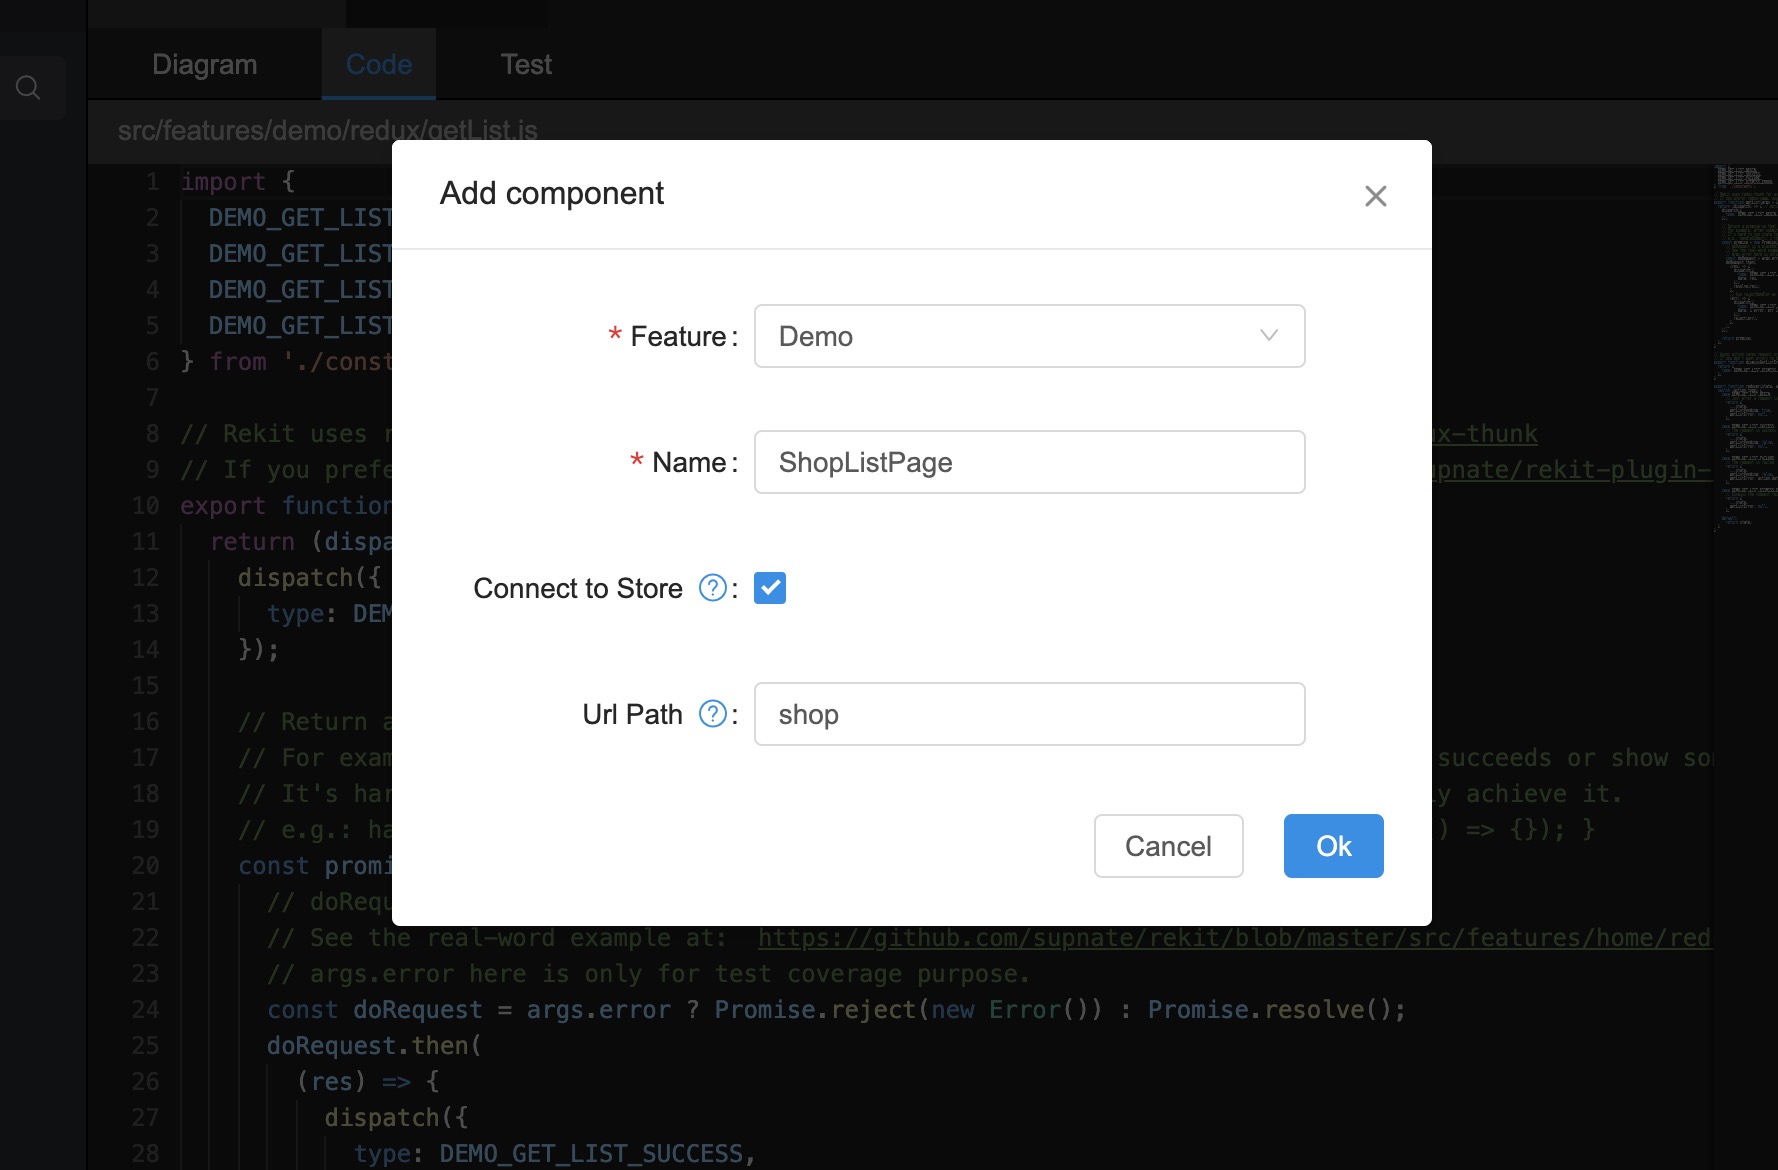 Diagram Code Test
src/features/demo/redux/getList.js
Add component
* Feature: Demo
* Name: ShopListPage
Connect to Store ?:
Url Path ?: shop
Cancel Ok
1 import {
2 DEMO_GET_LIST
3 DEMO_GET_LIST
4 DEMO_GET_LIST
5 DEMO_GET_LIST
6 } from './const
7
8 // Rekit uses ux-thunk
9 // If you prefe upnate/rekit-plugin-
10 export function
11 return (dispa
12 dispatch({
13 type: DEM
14 });
15
16 // Return a
17 // For exam succeeds or show so
18 // It's har y achieve it.
19 // e.g.: ha ) => {}); }
20 const promi
21 // doRequ
22 // See the real-word example at: https://github.com/supnate/rekit/blob/master/src/features/home/red
23 // args.error here is only for test coverage purpose.
24 const doRequest = args.error ? Promise.reject(new Error()) : Promise.resolve();
25 doRequest.then(
26 (res) => {
27 dispatch({
28 type: DEMO_GET_LIST_SUCCESS,